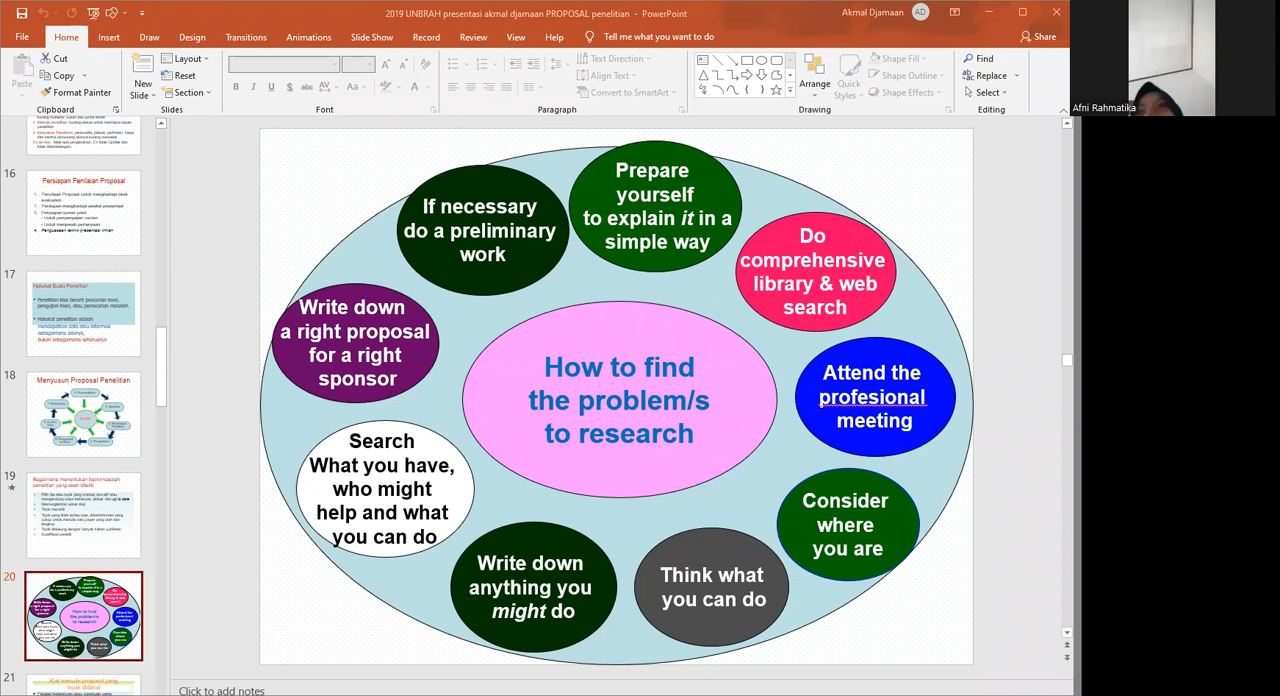 2019 UNBRAH presentasi akmal djamaan PROPOSAL penelitian - PowerPoint
Akmal Djamaan
AD
File
Home
Insert
Draw
Design
Transitions
Animations
Slide Show
Record
Review
View
Help
Tell me what you want to do
Share
Paste
Cut
Copy
Format Painter
Clipboard
New
Slide
Layout
Reset
Section
Slides
Font
Text Direction
Align Text
Convert to SmartArt
Paragraph
Arrange
Quick
Styles
Shape Fill
Shape Outline
Shape Effects
Drawing
Find
Replace
Select
Editing
Afni Rahmatika
16
Persiapan Penilaian Proposal
17
Hakekat Suatu Penelitian
18
Menyusun Proposal Penelitian
19
20
21
Prepare
yourself
to explain it in a
simple way
If necessary
do a preliminary
work
Do
comprehensive
library & web
search
Write down
a right proposal
for a right
sponsor
How to find
the problem/s
to research
Attend the
profesional
meeting
Search
What you have,
who might
help and what
you can do
Consider
where
you are
Write down
anything you
might do
Think what
you can do
Click to add notes